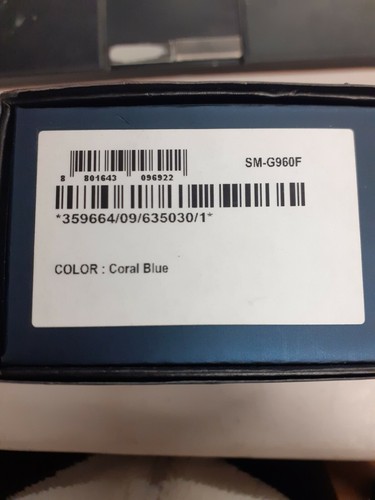 SM-G960F
8 801643 096922
*359664/09/635030/1*
COLOR : Coral Blue